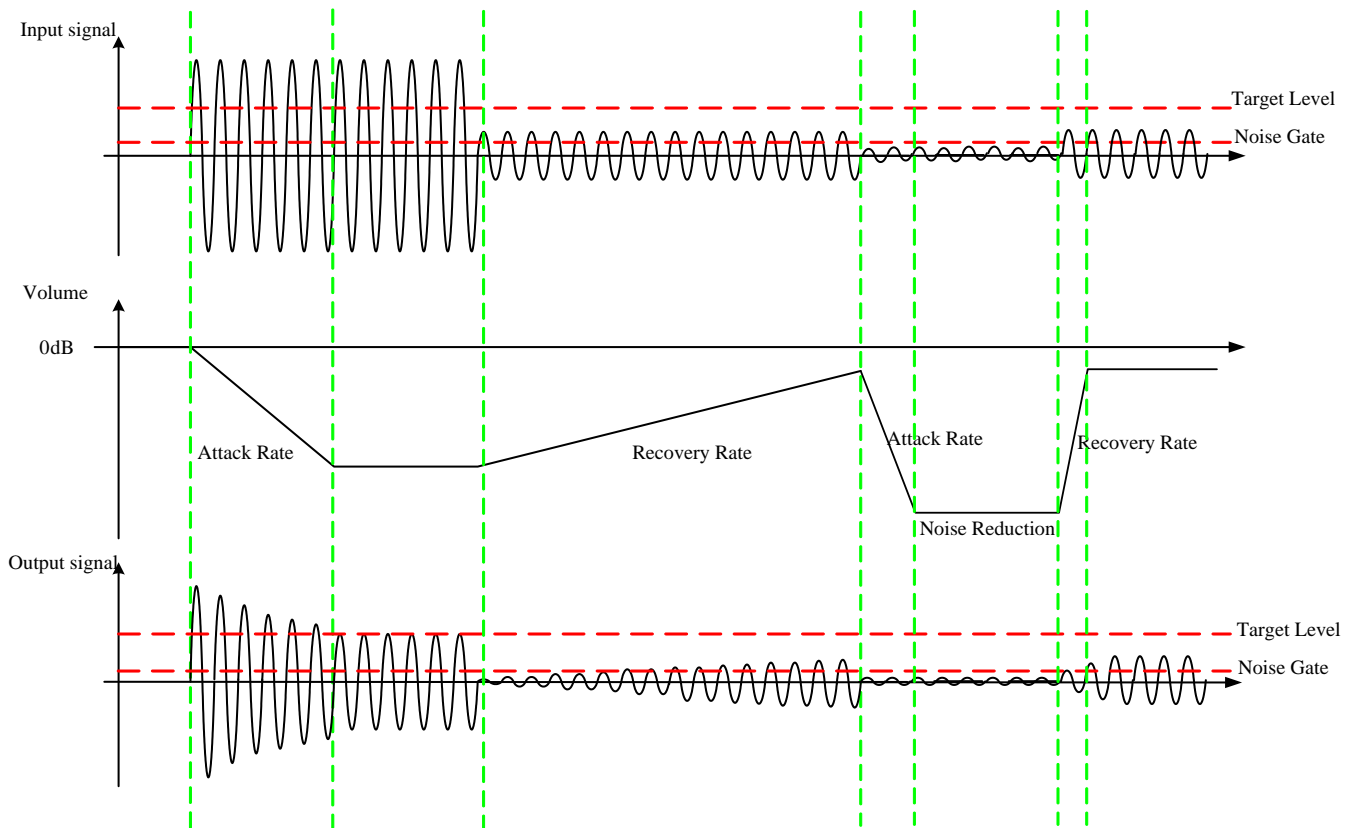 Input signal
Target Level
Noise Gate
Volume
0dB
Attack Rate
Recovery Rate
Attack Rate
Recovery Rate
Noise Reduction
Output signal
Target Level
Noise Gate